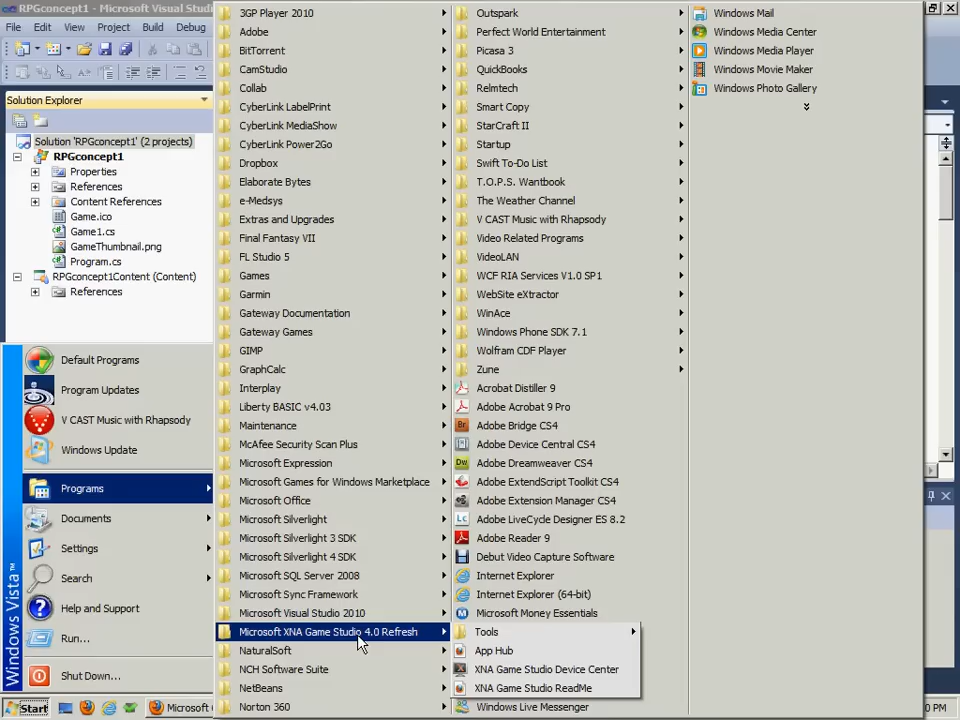 RPGconcept1 - Microsoft Visual Studi
File Edit View Project Build Debug
Solution Explorer
Solution 'RPGconcept1' (2 projects)
RPGconcept1
Properties
References
Content References
Game.ico
Game1.cs
GameThumbnail.png
Program.cs
RPGconcept1Content (Content)
References
Windows Vista™
Default Programs
Program Updates
V CAST Music with Rhapsody
Windows Update
Programs
Documents
Settings
Search
Help and Support
Run...
Shut Down...
Start
Microsoft
3GP Player 2010
Adobe
BitTorrent
CamStudio
Collab
CyberLink LabelPrint
CyberLink MediaShow
CyberLink Power2Go
Dropbox
Elaborate Bytes
e-Medsys
Extras and Upgrades
Final Fantasy VII
FL Studio 5
Games
Garmin
Gateway Documentation
Gateway Games
GIMP
GraphCalc
Interplay
Liberty BASIC v4.03
Maintenance
McAfee Security Scan Plus
Microsoft Expression
Microsoft Games for Windows Marketplace
Microsoft Office
Microsoft Silverlight
Microsoft Silverlight 3 SDK
Microsoft Silverlight 4 SDK
Microsoft SQL Server 2008
Microsoft Sync Framework
Microsoft Visual Studio 2010
Microsoft XNA Game Studio 4.0 Refresh
NaturalSoft
NCH Software Suite
NetBeans
Norton 360
Outspark
Perfect World Entertainment
Picasa 3
QuickBooks
Relmtech
Smart Copy
StarCraft II
Startup
Swift To-Do List
T.O.P.S. Wantbook
The Weather Channel
V CAST Music with Rhapsody
Video Related Programs
VideoLAN
WCF RIA Services V1.0 SP1
WebSite eXtractor
WinAce
Windows Phone SDK 7.1
Wolfram CDF Player
Zune
Acrobat Distiller 9
Adobe Acrobat 9 Pro
Adobe Bridge CS4
Adobe Device Central CS4
Adobe Dreamweaver CS4
Adobe ExtendScript Toolkit CS4
Adobe Extension Manager CS4
Adobe LiveCycle Designer ES 8.2
Adobe Reader 9
Debut Video Capture Software
Internet Explorer
Internet Explorer (64-bit)
Microsoft Money Essentials
Tools
App Hub
XNA Game Studio Device Center
XNA Game Studio ReadMe
Windows Live Messenger
Windows Mail
Windows Media Center
Windows Media Player
Windows Movie Maker
Windows Photo Gallery